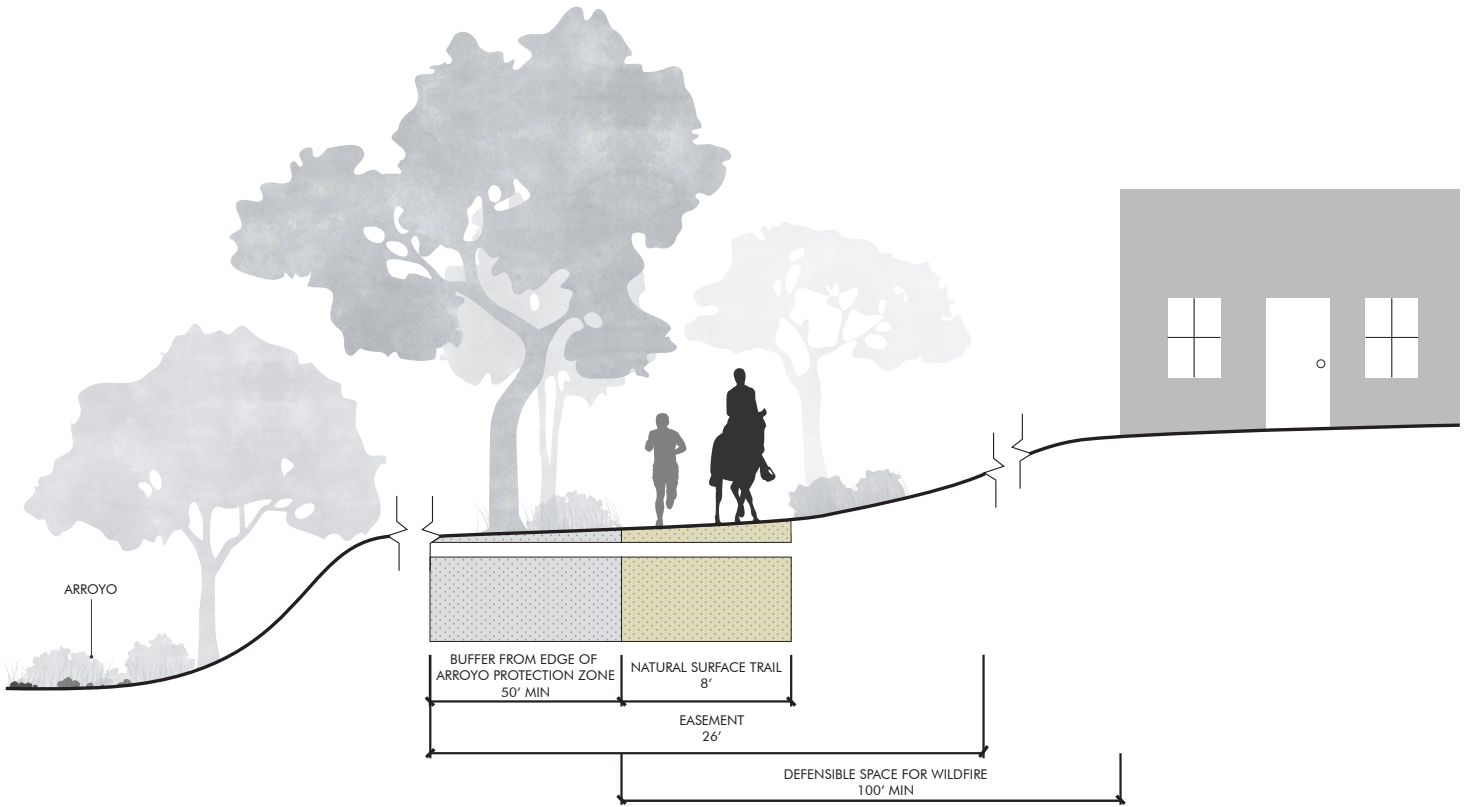 ARROYO
BUFFER FROM EDGE OF
ARROYO PROTECTION ZONE
50’ MIN
NATURAL SURFACE TRAIL
8’
EASEMENT
26’
DEFENSIBLE SPACE FOR WILDFIRE
100’ MIN